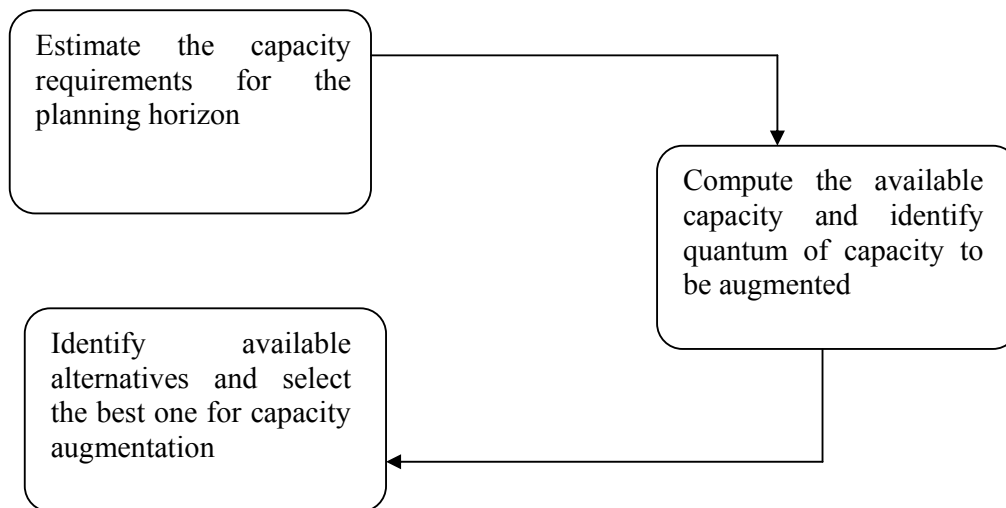 Estimate the capacity
requirements for the
planning horizon
Compute the available
capacity and identify
quantum of capacity to
be augmented
Identify available
alternatives and select
the best one for capacity
augmentation